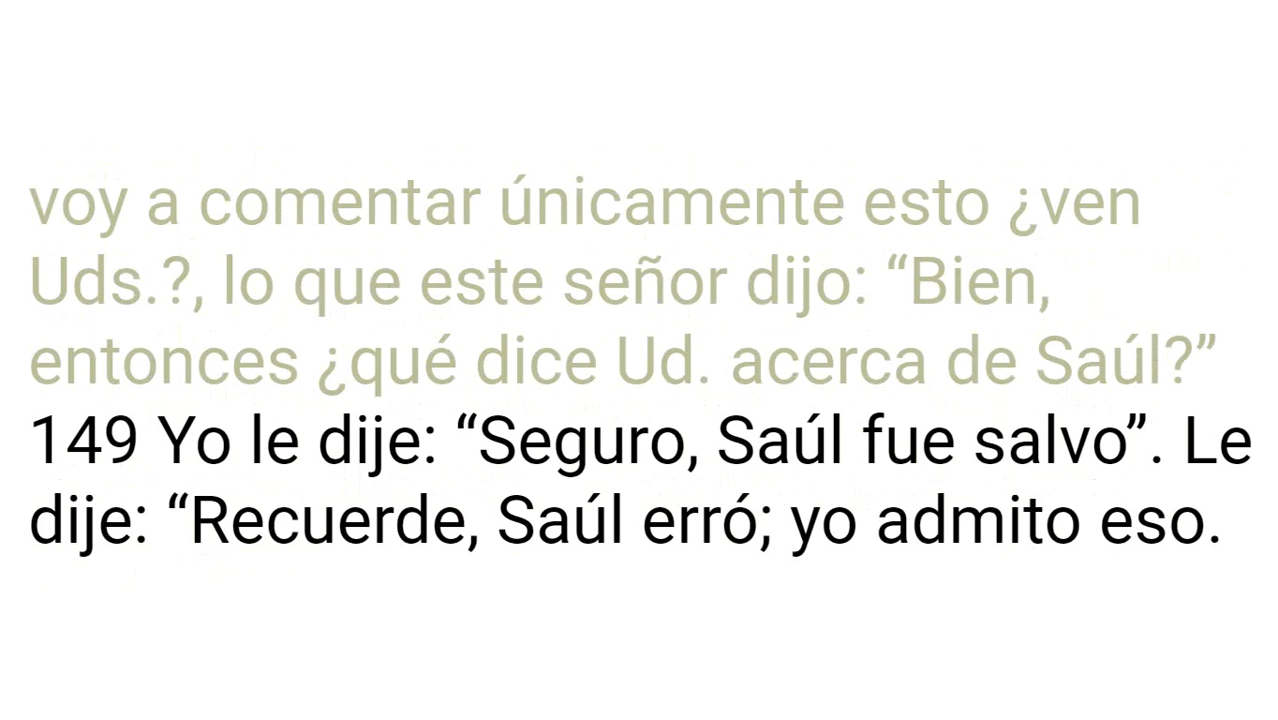 voy a comentar únicamente esto ¿ven
Uds.?, lo que este señor dijo: “Bien,
entonces ¿qué dice Ud. acerca de Saúl?”
149 Yo le dije: “Seguro, Saúl fue salvo”. Le
dije: “Recuerde, Saúl erró; yo admito eso.